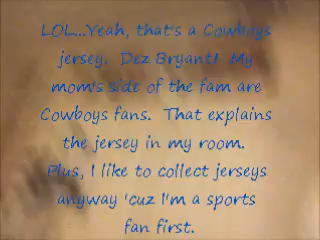 LOL...Yeah, that's a Cowboys
jersey.  Dez Bryant!  My
mom's side of the fam are
Cowboys fans.  That explains
the jersey in my room.
Plus, I like to collect jerseys
anyway 'cuz I'm a sports
fan first.